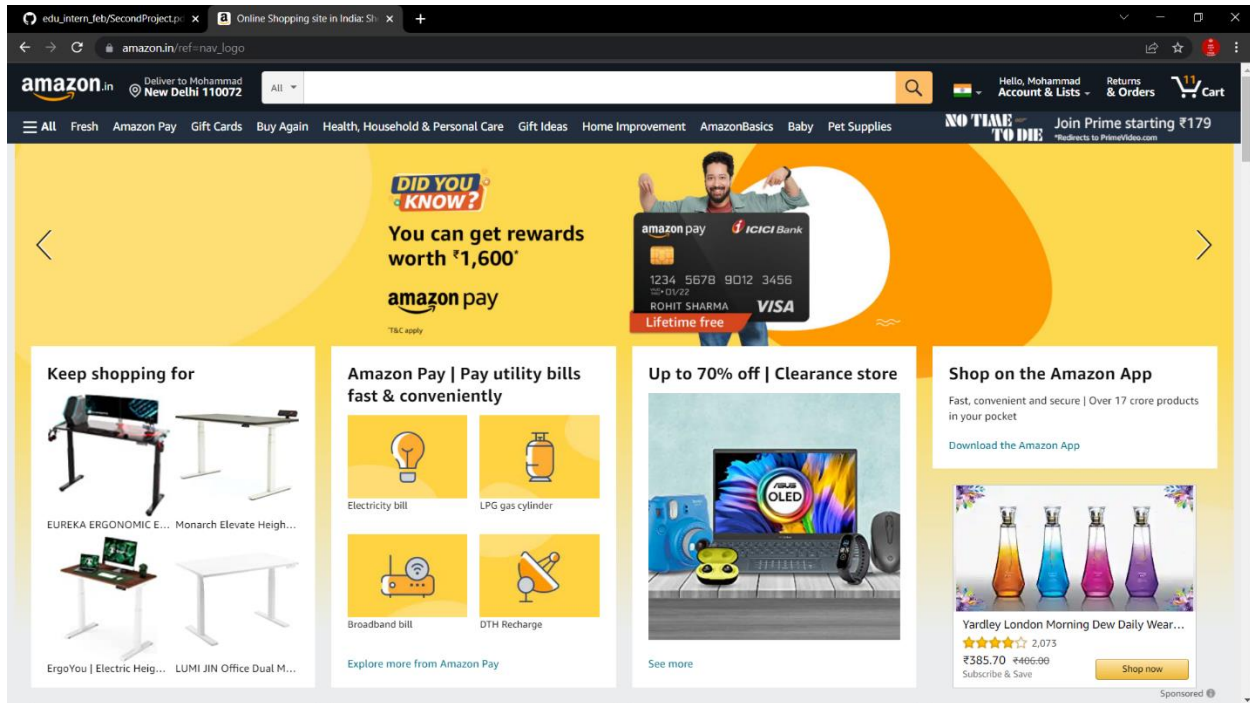 edu_intern_feb/SecondProject.pd
Online Shopping site in India: Sh
amazon.in/ref=nav_logo
amazon.in
Deliver to Mohammad
New Delhi 110072
All
Hello, Mohammad
Account & Lists
Returns
& Orders
11
Cart
All Fresh Amazon Pay Gift Cards Buy Again Health, Household & Personal Care Gift Ideas Home Improvement AmazonBasics Baby Pet Supplies
NO TIME
TO DIE
Join Prime starting ₹179
*Redirects to PrimeVideo.com
DID YOU
KNOW?
You can get rewards
worth ₹1,600*
amazon pay
*T&C apply
amazon pay ICICI Bank
1234 5678 9012 3456
01/22
ROHIT SHARMA VISA
Lifetime free
Keep shopping for
EUREKA ERGONOMIC E... Monarch Elevate Heigh...
ErgoYou | Electric Heig... LUMI JIN Office Dual M...
Amazon Pay | Pay utility bills
fast & conveniently
Electricity bill LPG gas cylinder
Broadband bill DTH Recharge
Explore more from Amazon Pay
Up to 70% off | Clearance store
ASUS
OLED
See more
Shop on the Amazon App
Fast, convenient and secure | Over 17 crore products
in your pocket
Download the Amazon App
Yardley London Morning Dew Daily Wear...
2,073
₹385.70 ₹406.00
Subscribe & Save
Shop now
Sponsored